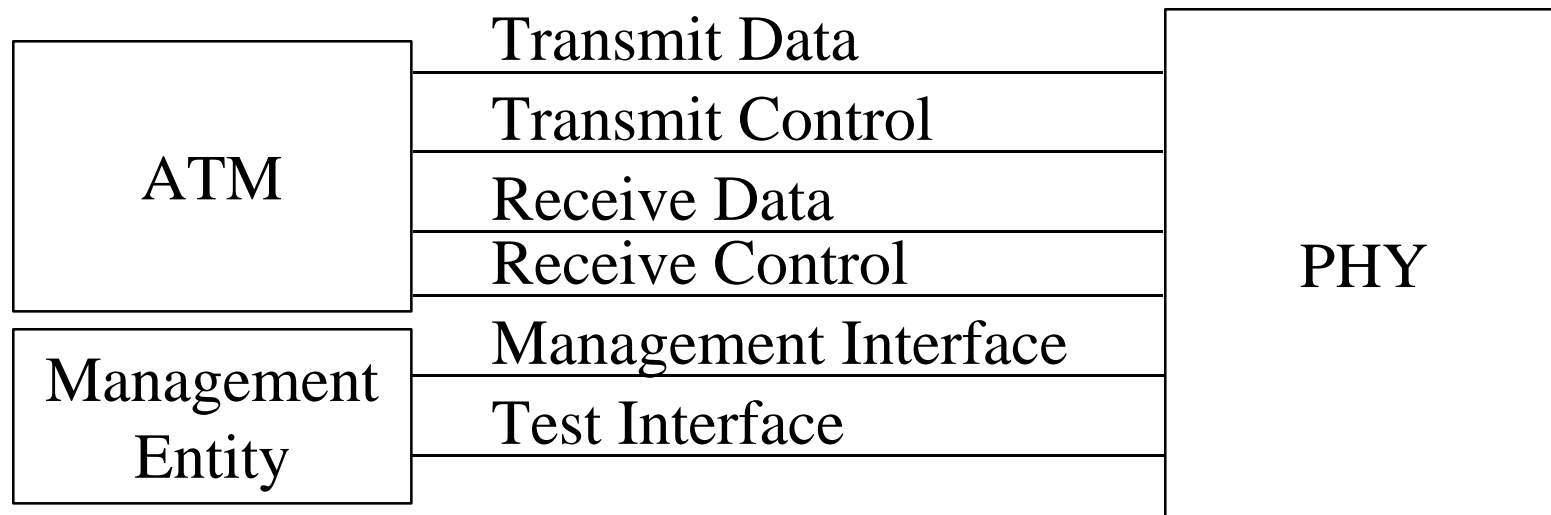 Transmit Data
Transmit Control
ATM
Receive Data
Receive Control
PHY
Management Interface
Management
Entity
Test Interface